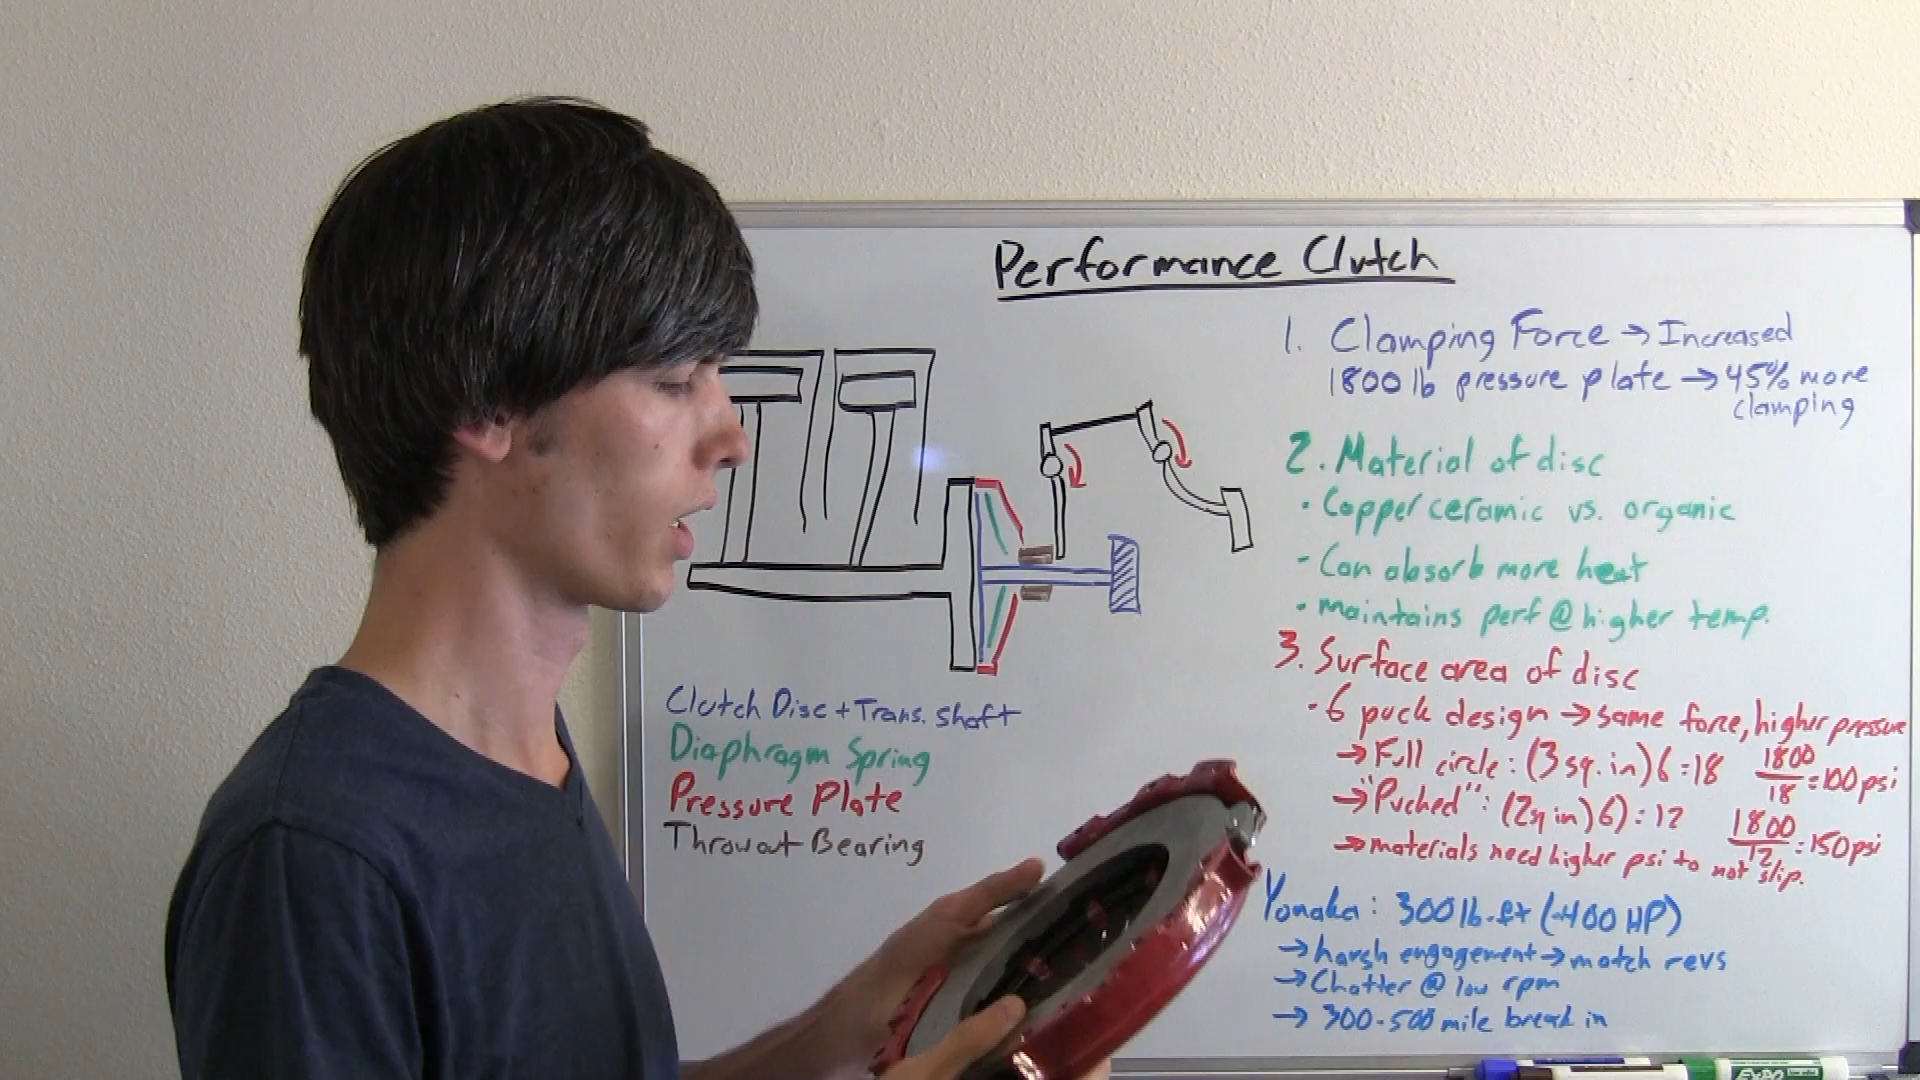 Performance Clutch
1. Clamping Force → Increased
1800 lb pressure plate → 45% more
clamping
2. Material of disc
• Copper ceramic vs. organic
• Can absorb more heat
• maintains perf @ higher temp.
3. Surface area of disc
• 6 puck design → same force, higher pressure
→ Full circle: (3 sq. in) 6 = 18 1800/18 = 100 psi
→ "Pucked": (2 sq in) 6) : 12 1800/12 = 150 psi
→ materials need higher psi to not slip.
Yonaka: 300 lb-ft (~400 HP)
→ harsh engagement → match revs
→ Chatter @ low rpm
→ 300-500 mile break in
Clutch Disc + Trans. Shaft
Diaphragm Spring
Pressure Plate
Throwout Bearing
EXPO